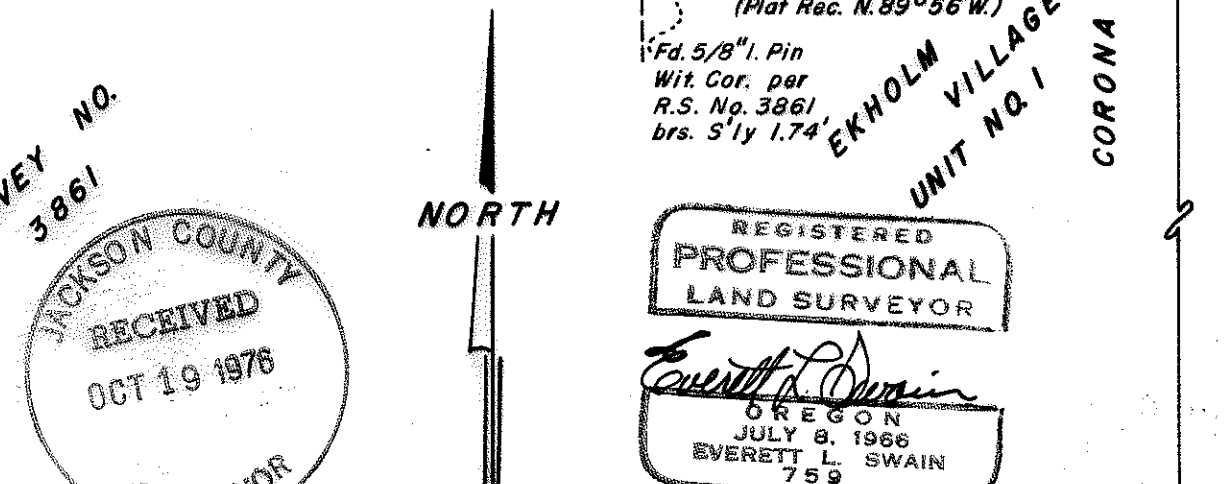 (Plat Rec. N.89°56'W.)
Fd. 5/8" I. Pin
Wit. Cor. per
R.S. No. 3861
brs. S'ly 1.74'
EKHOLM VILLAGE
UNIT NO. 1
CORONA
NO.
3861
NORTH
JACKSON COUNTY
RECEIVED
OCT 19 1976
REGISTERED
PROFESSIONAL
LAND SURVEYOR
Everett L. Swain
OREGON
JULY 8, 1966
EVERETT L. SWAIN
759